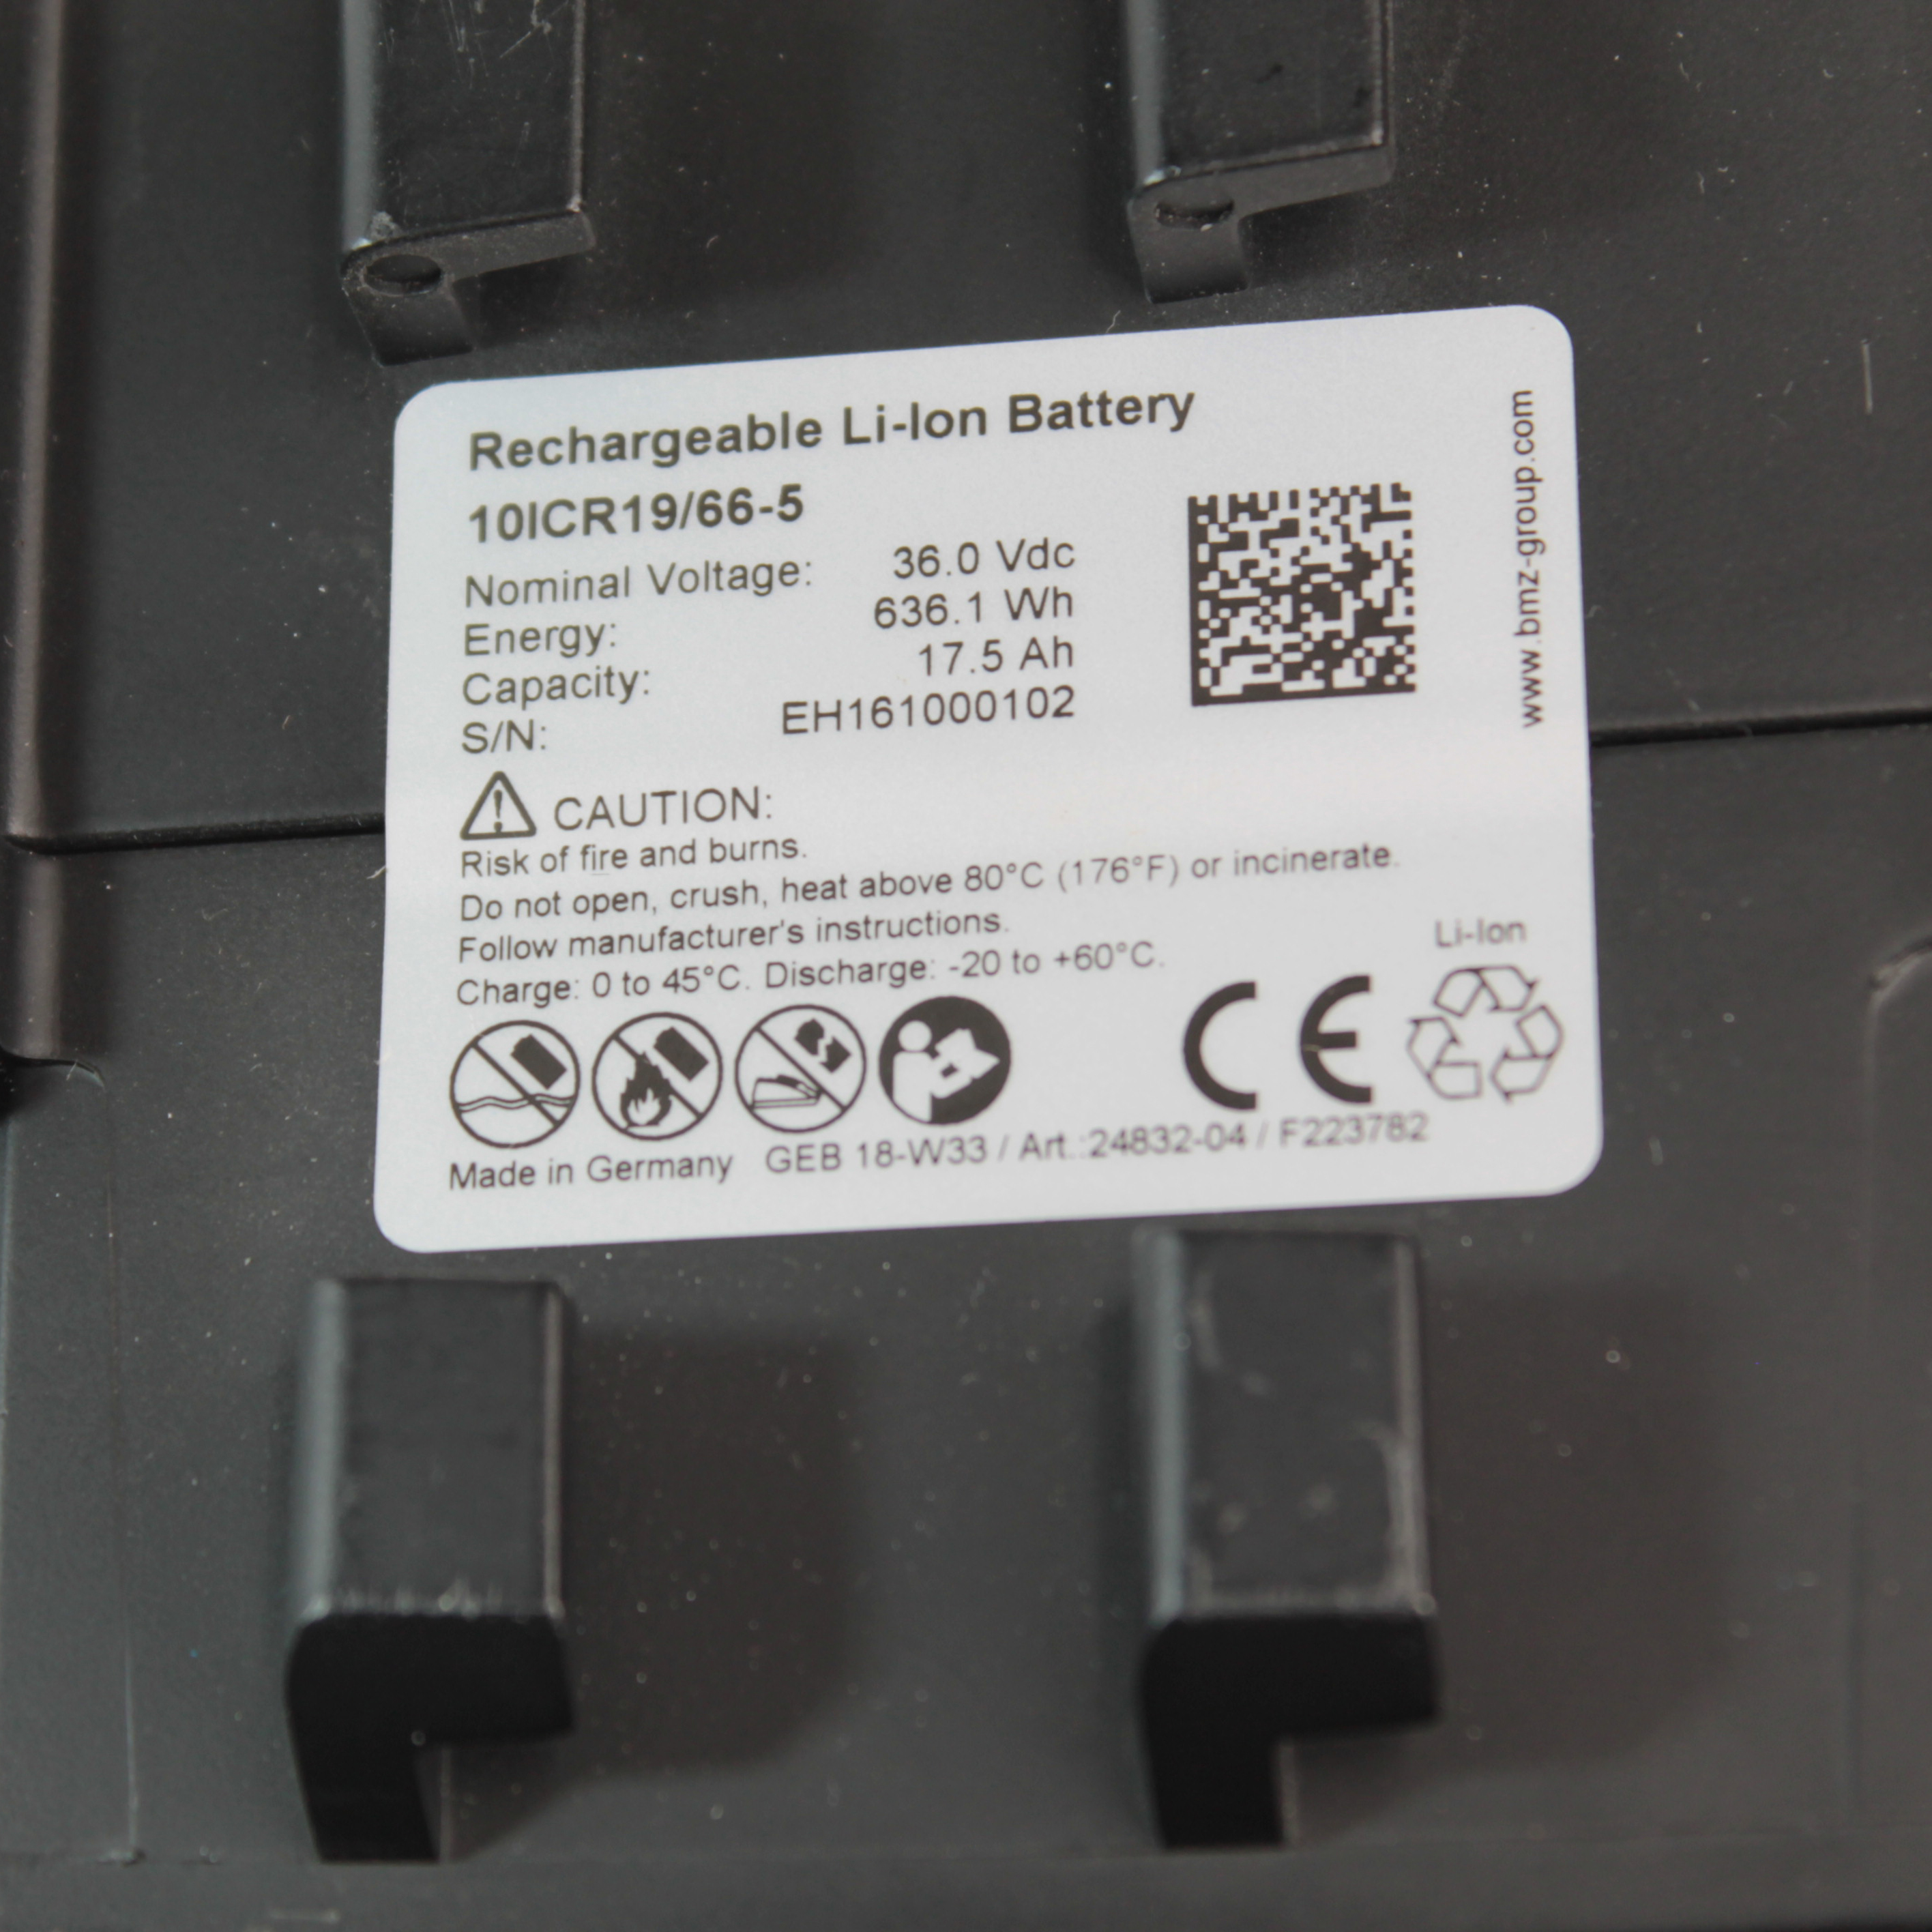 Rechargeable Li-Ion Battery
10ICR19/66-5
Nominal Voltage: 36.0 Vdc
Energy: 636.1 Wh
Capacity: 17.5 Ah
S/N: EH161000102
www.bmz-group.com
CAUTION:
Risk of fire and burns.
Do not open, crush, heat above 80°C (176°F) or incinerate.
Follow manufacturer's instructions.
Charge: 0 to 45°C. Discharge: -20 to +60°C.
Li-Ion
CE
Made in Germany GEB 18-W33 / Art.:24832-04 / F223782